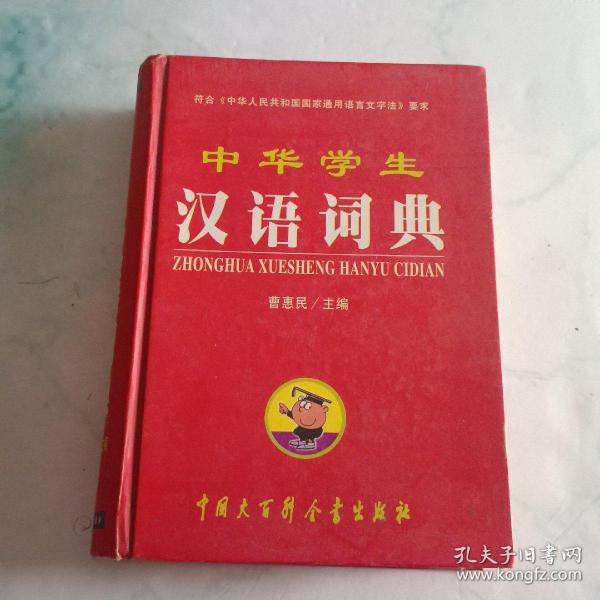 符合《中华人民共和国国家通用语言文字法》要求
中华学生
汉语词典
ZHONGHUA XUESHENG HANYU CIDIAN
曹惠民/主编
中国大百科全书出版社
孔夫子旧书网
www.kongfz.com